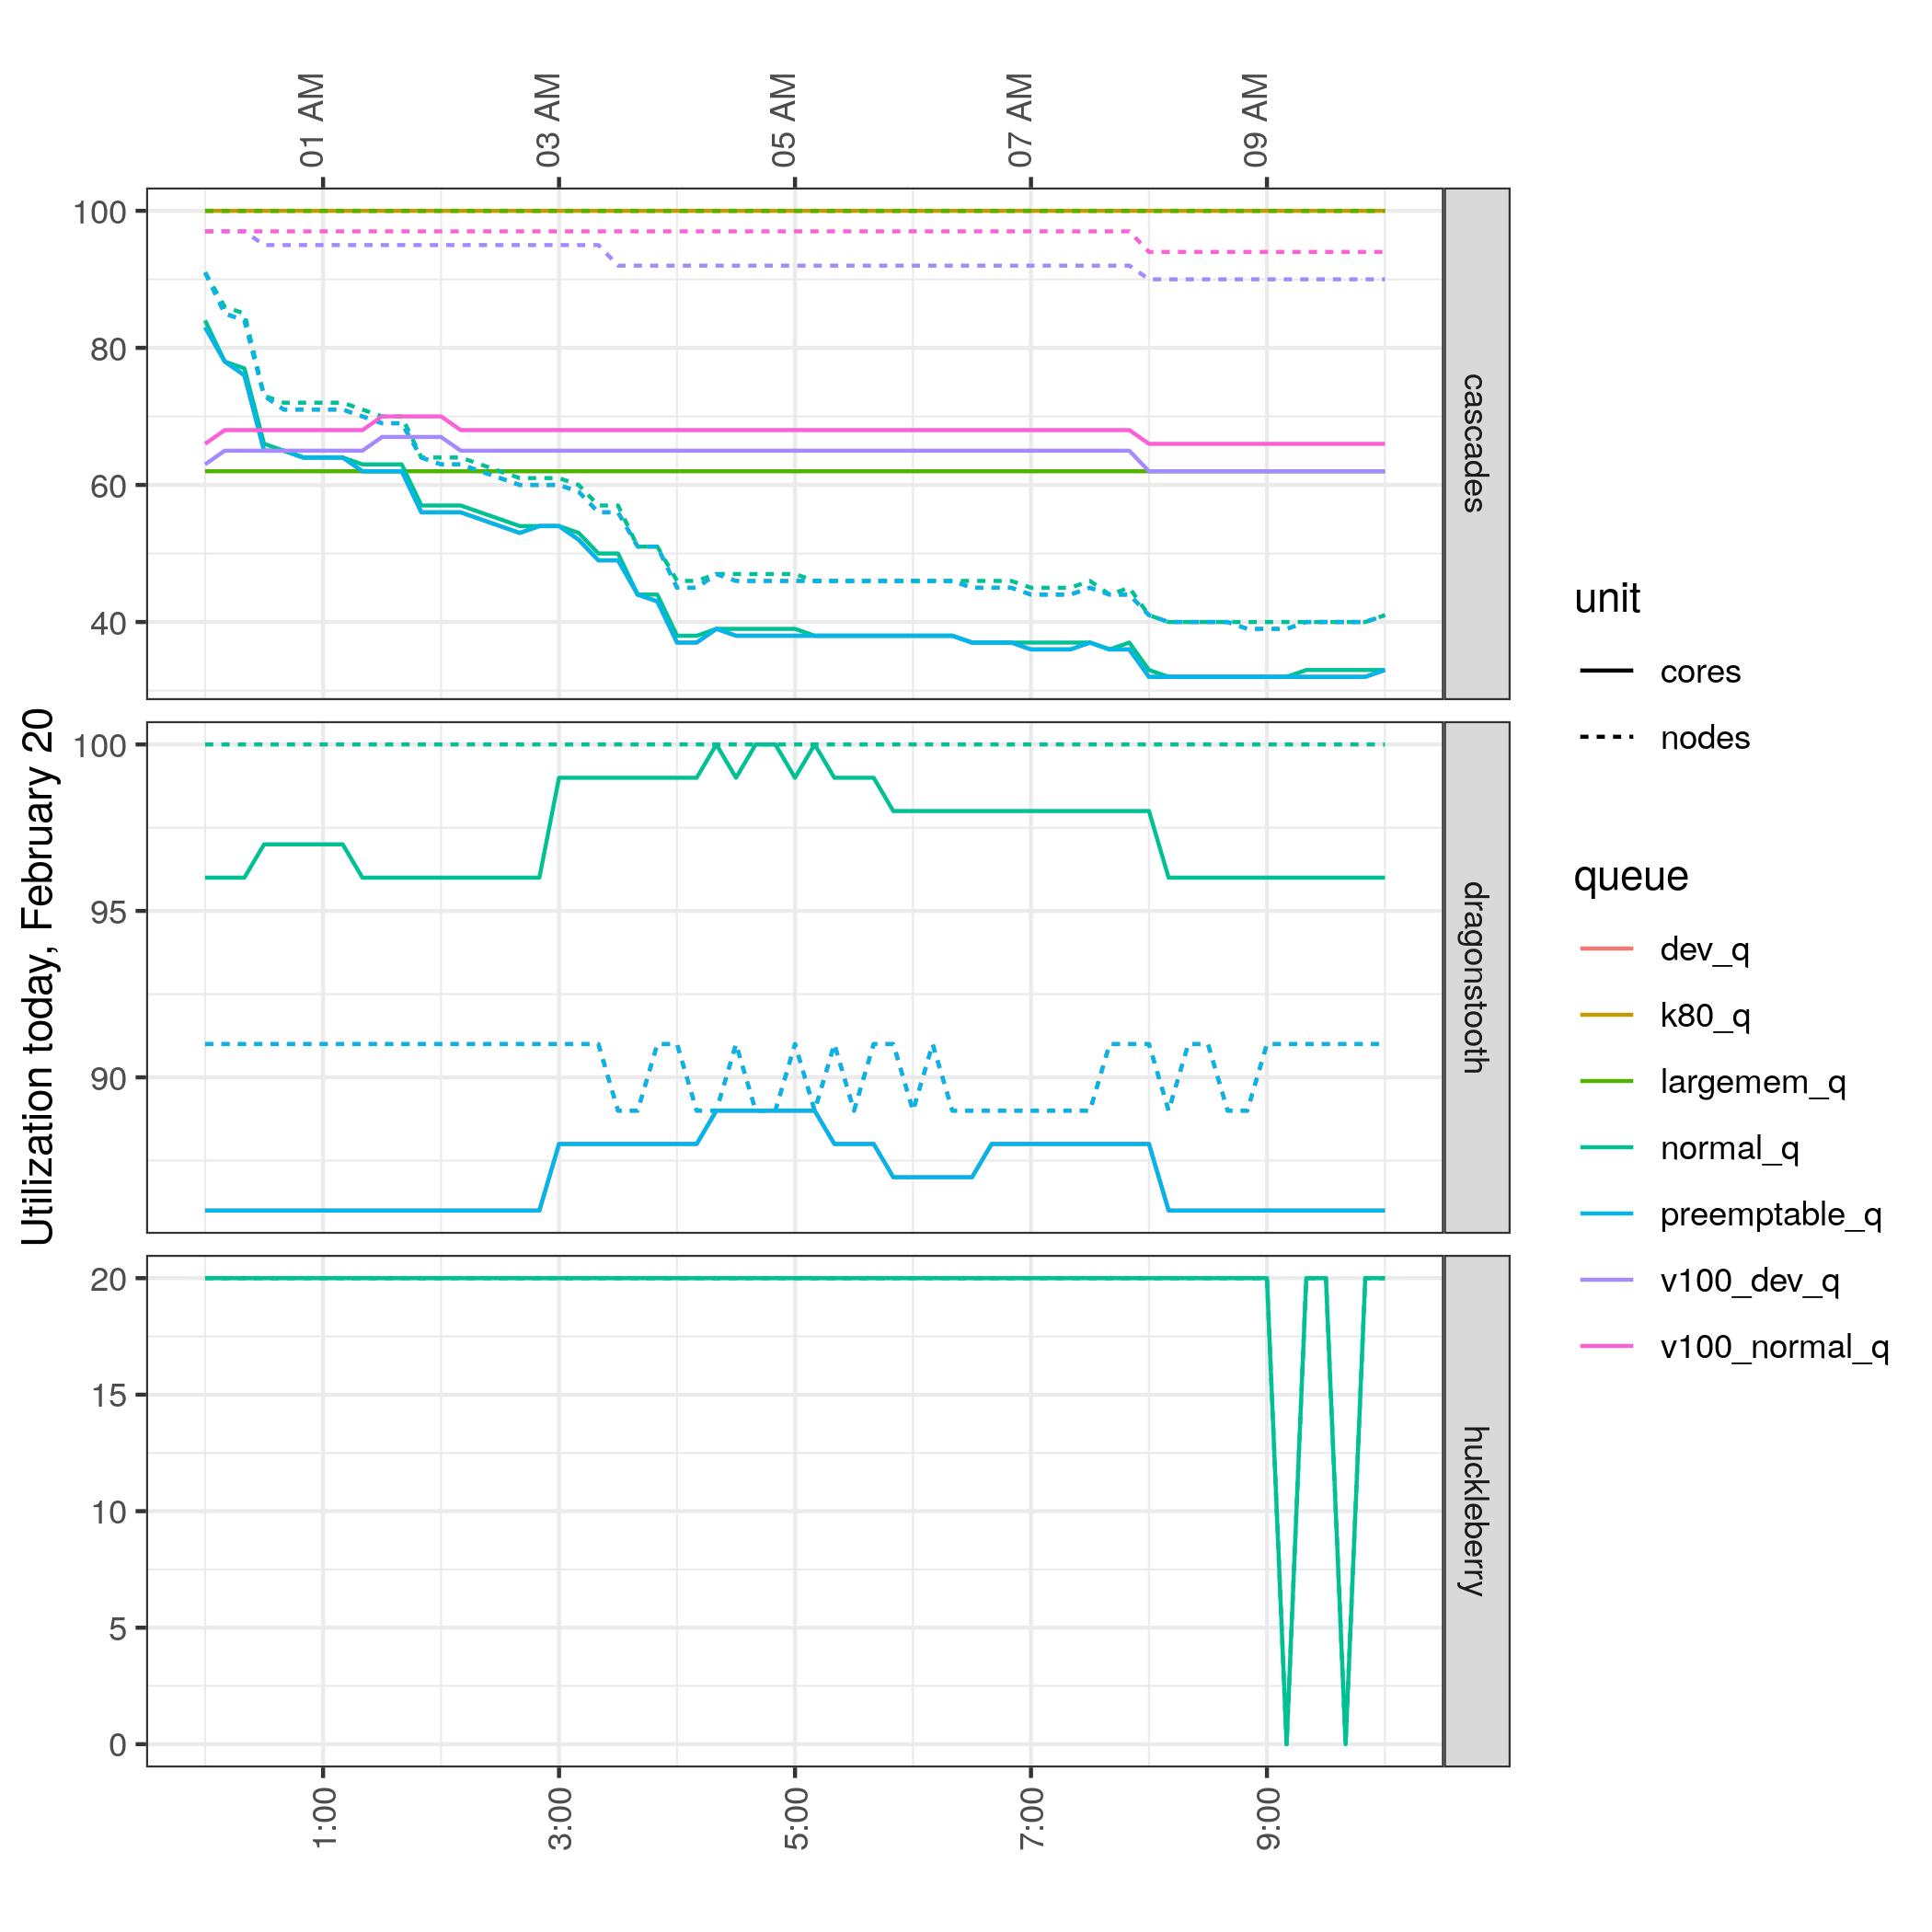 01 AM
03 AM
05 AM
07 AM
09 AM
Utilization today, February 20
100
80
60
40
cascades
100
95
90
dragonstooth
20
15
10
5
0
huckleberry
1:00
3:00
5:00
7:00
9:00
unit
cores
nodes
queue
dev_q
k80_q
largemem_q
normal_q
preemptable_q
v100_dev_q
v100_normal_q